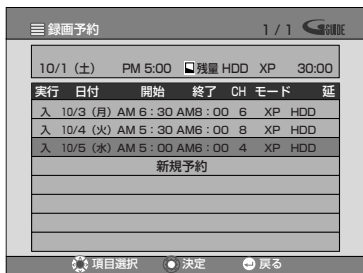 録画予約 1 / 1 GGUIDE
10/1 (土) PM 5:00 残量 HDD XP 30:00
実行 日付 開始 終了 CH モード 延
入 10/3 (月) AM 6:30 AM8:00 6 XP HDD
入 10/4 (火) AM 5:30 AM6:00 8 XP HDD
入 10/5 (水) AM 5:00 AM6:00 4 XP HDD
新規予約
項目選択 決定 戻る